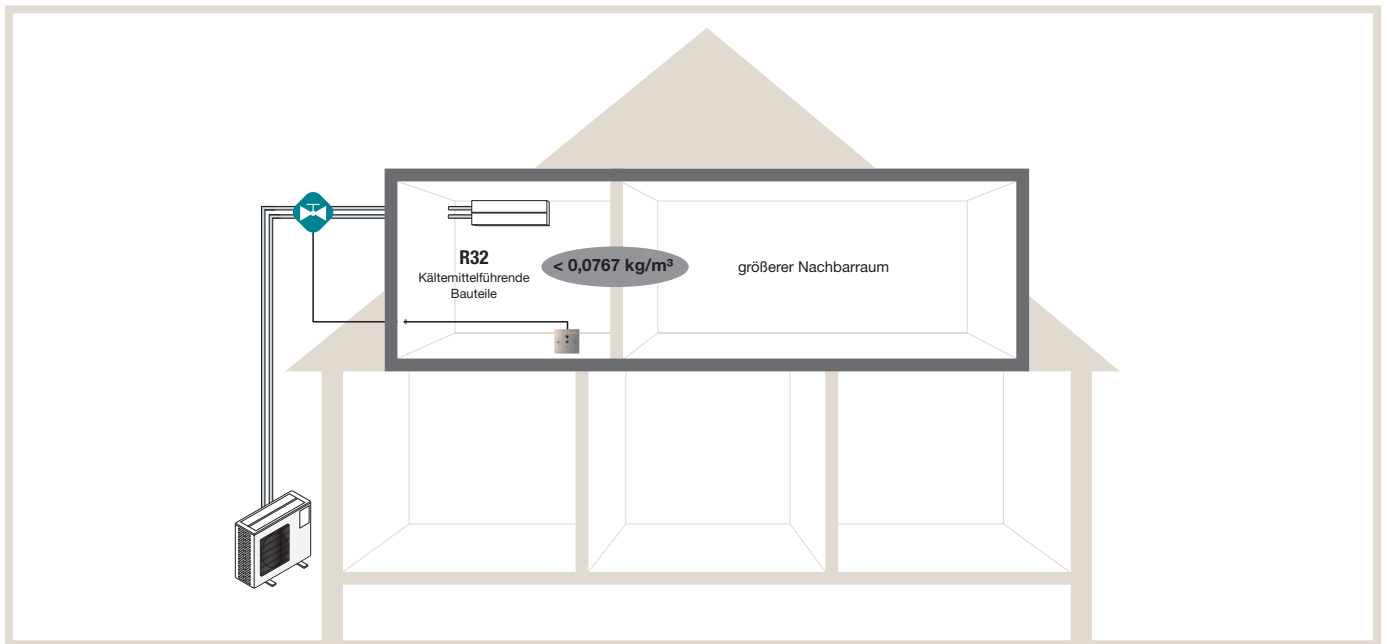 R32
Kältemittelführende
Bauteile
< 0,0767 kg/m³
größerer Nachbarraum